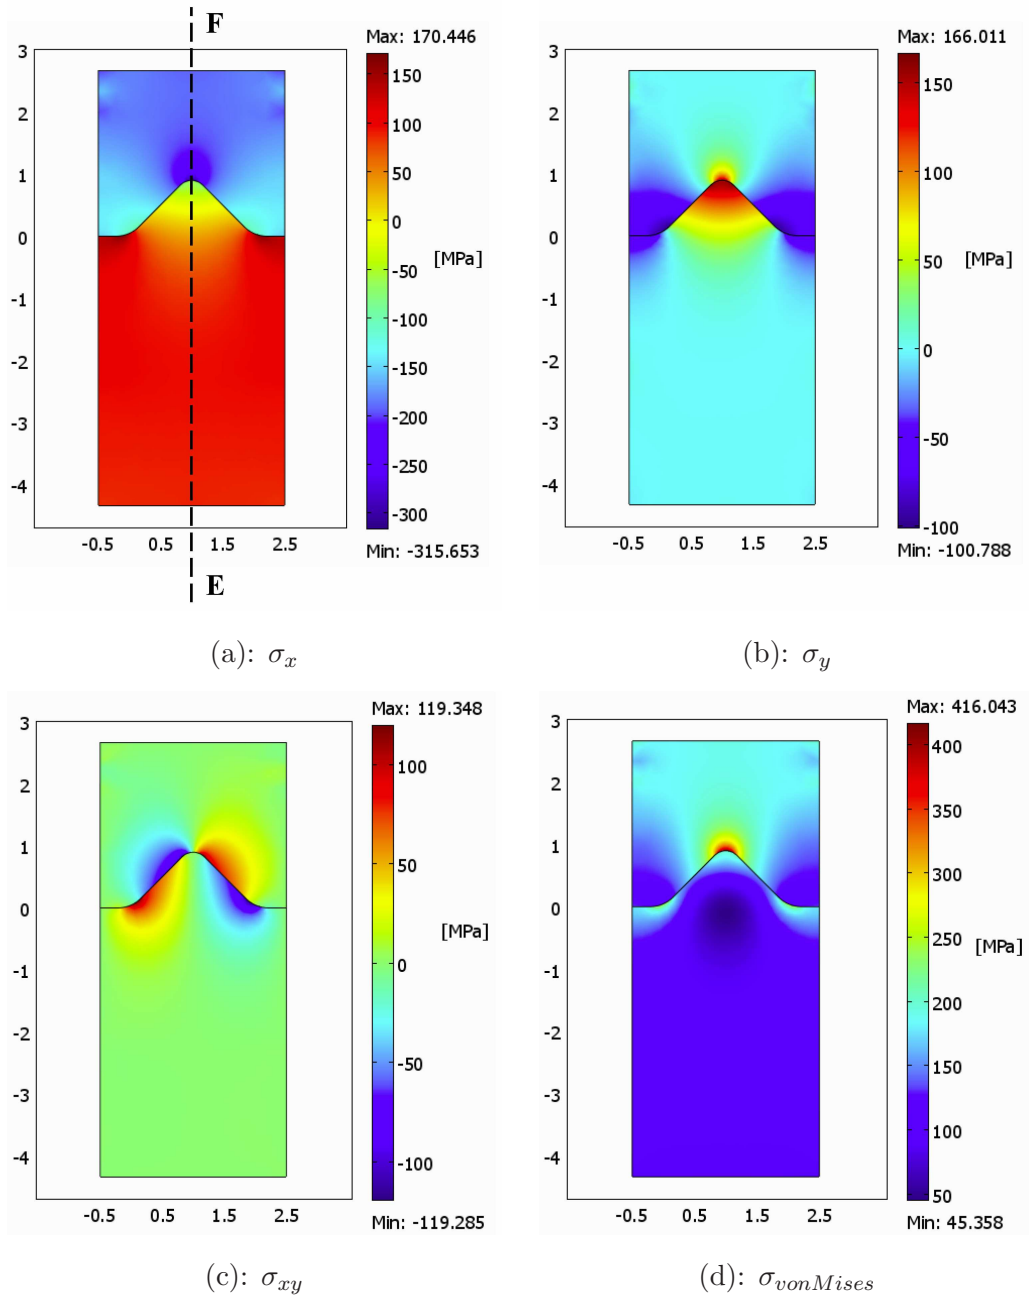 F
Max: 170.446
3
2
1
0
-1
-2
-3
-4
150
100
50
0
-50
-100
-150
-200
-250
-300
[MPa]
-0.5 0.5 1.5 2.5
Min: -315.653
E
(a): σx
Max: 166.011
3
2
1
0
-1
-2
-3
-4
150
100
50
0
-50
-100
[MPa]
-0.5 0.5 1.5 2.5
Min: -100.788
(b): σy
Max: 119.348
3
2
1
0
-1
-2
-3
-4
100
50
0
-50
-100
[MPa]
-0.5 0.5 1.5 2.5
Min: -119.285
(c): σxy
Max: 416.043
3
2
1
0
-1
-2
-3
-4
400
350
300
250
200
150
100
50
[MPa]
-0.5 0.5 1.5 2.5
Min: 45.358
(d): σvonMises